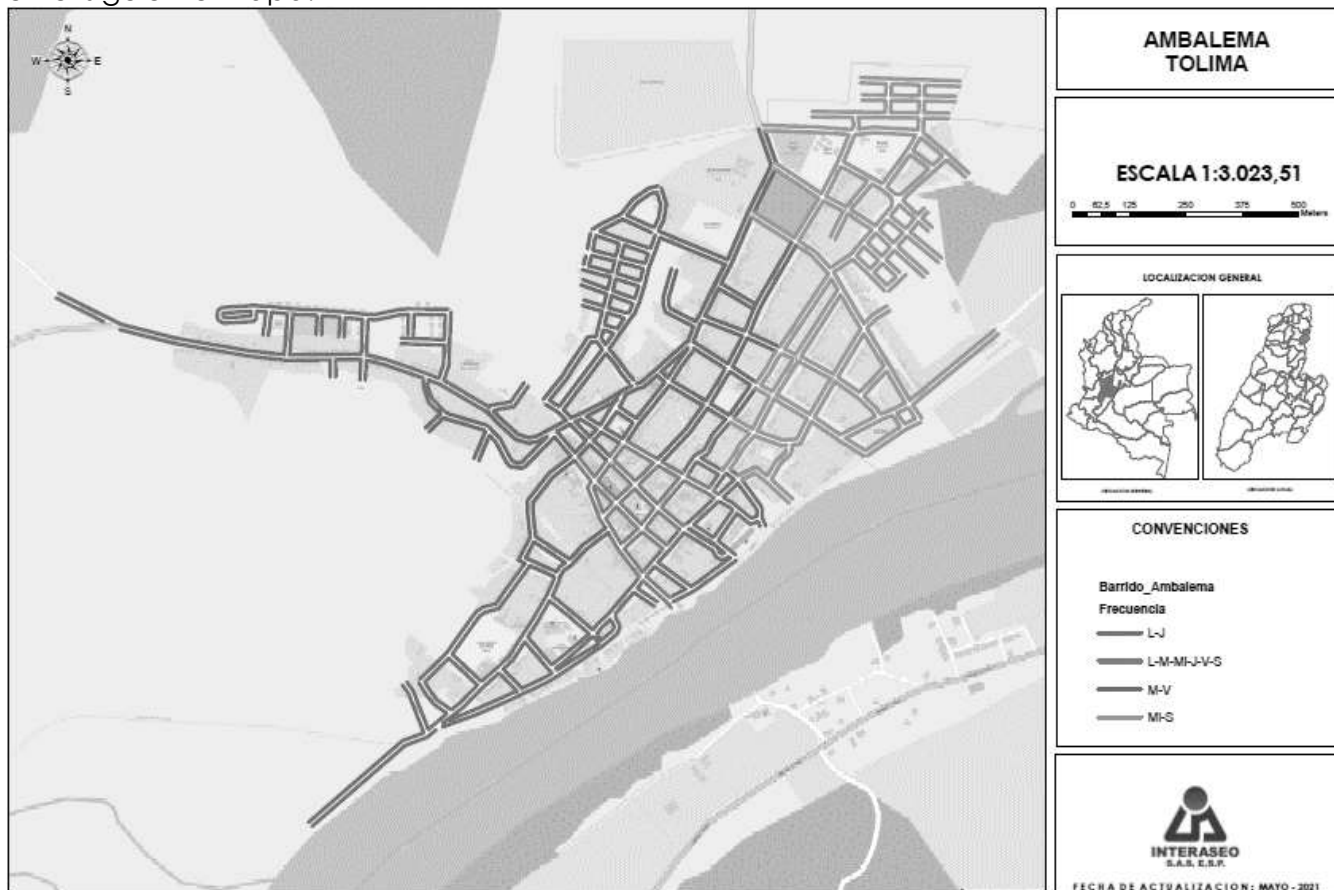 N
W E
S
AMBALEMA
TOLIMA
ESCALA 1:3.023,51
0 62,5 125 250 375 500
Meters
LOCALIZACION GENERAL
CONVENCIONES
Barrido_Ambalema
Frecuencia
L-J
L-M-MI-J-V-S
M-V
MI-S
INTERASEO
S.A.S. E.S.P.
FECHA DE ACTUALIZACION: MAYO - 2021